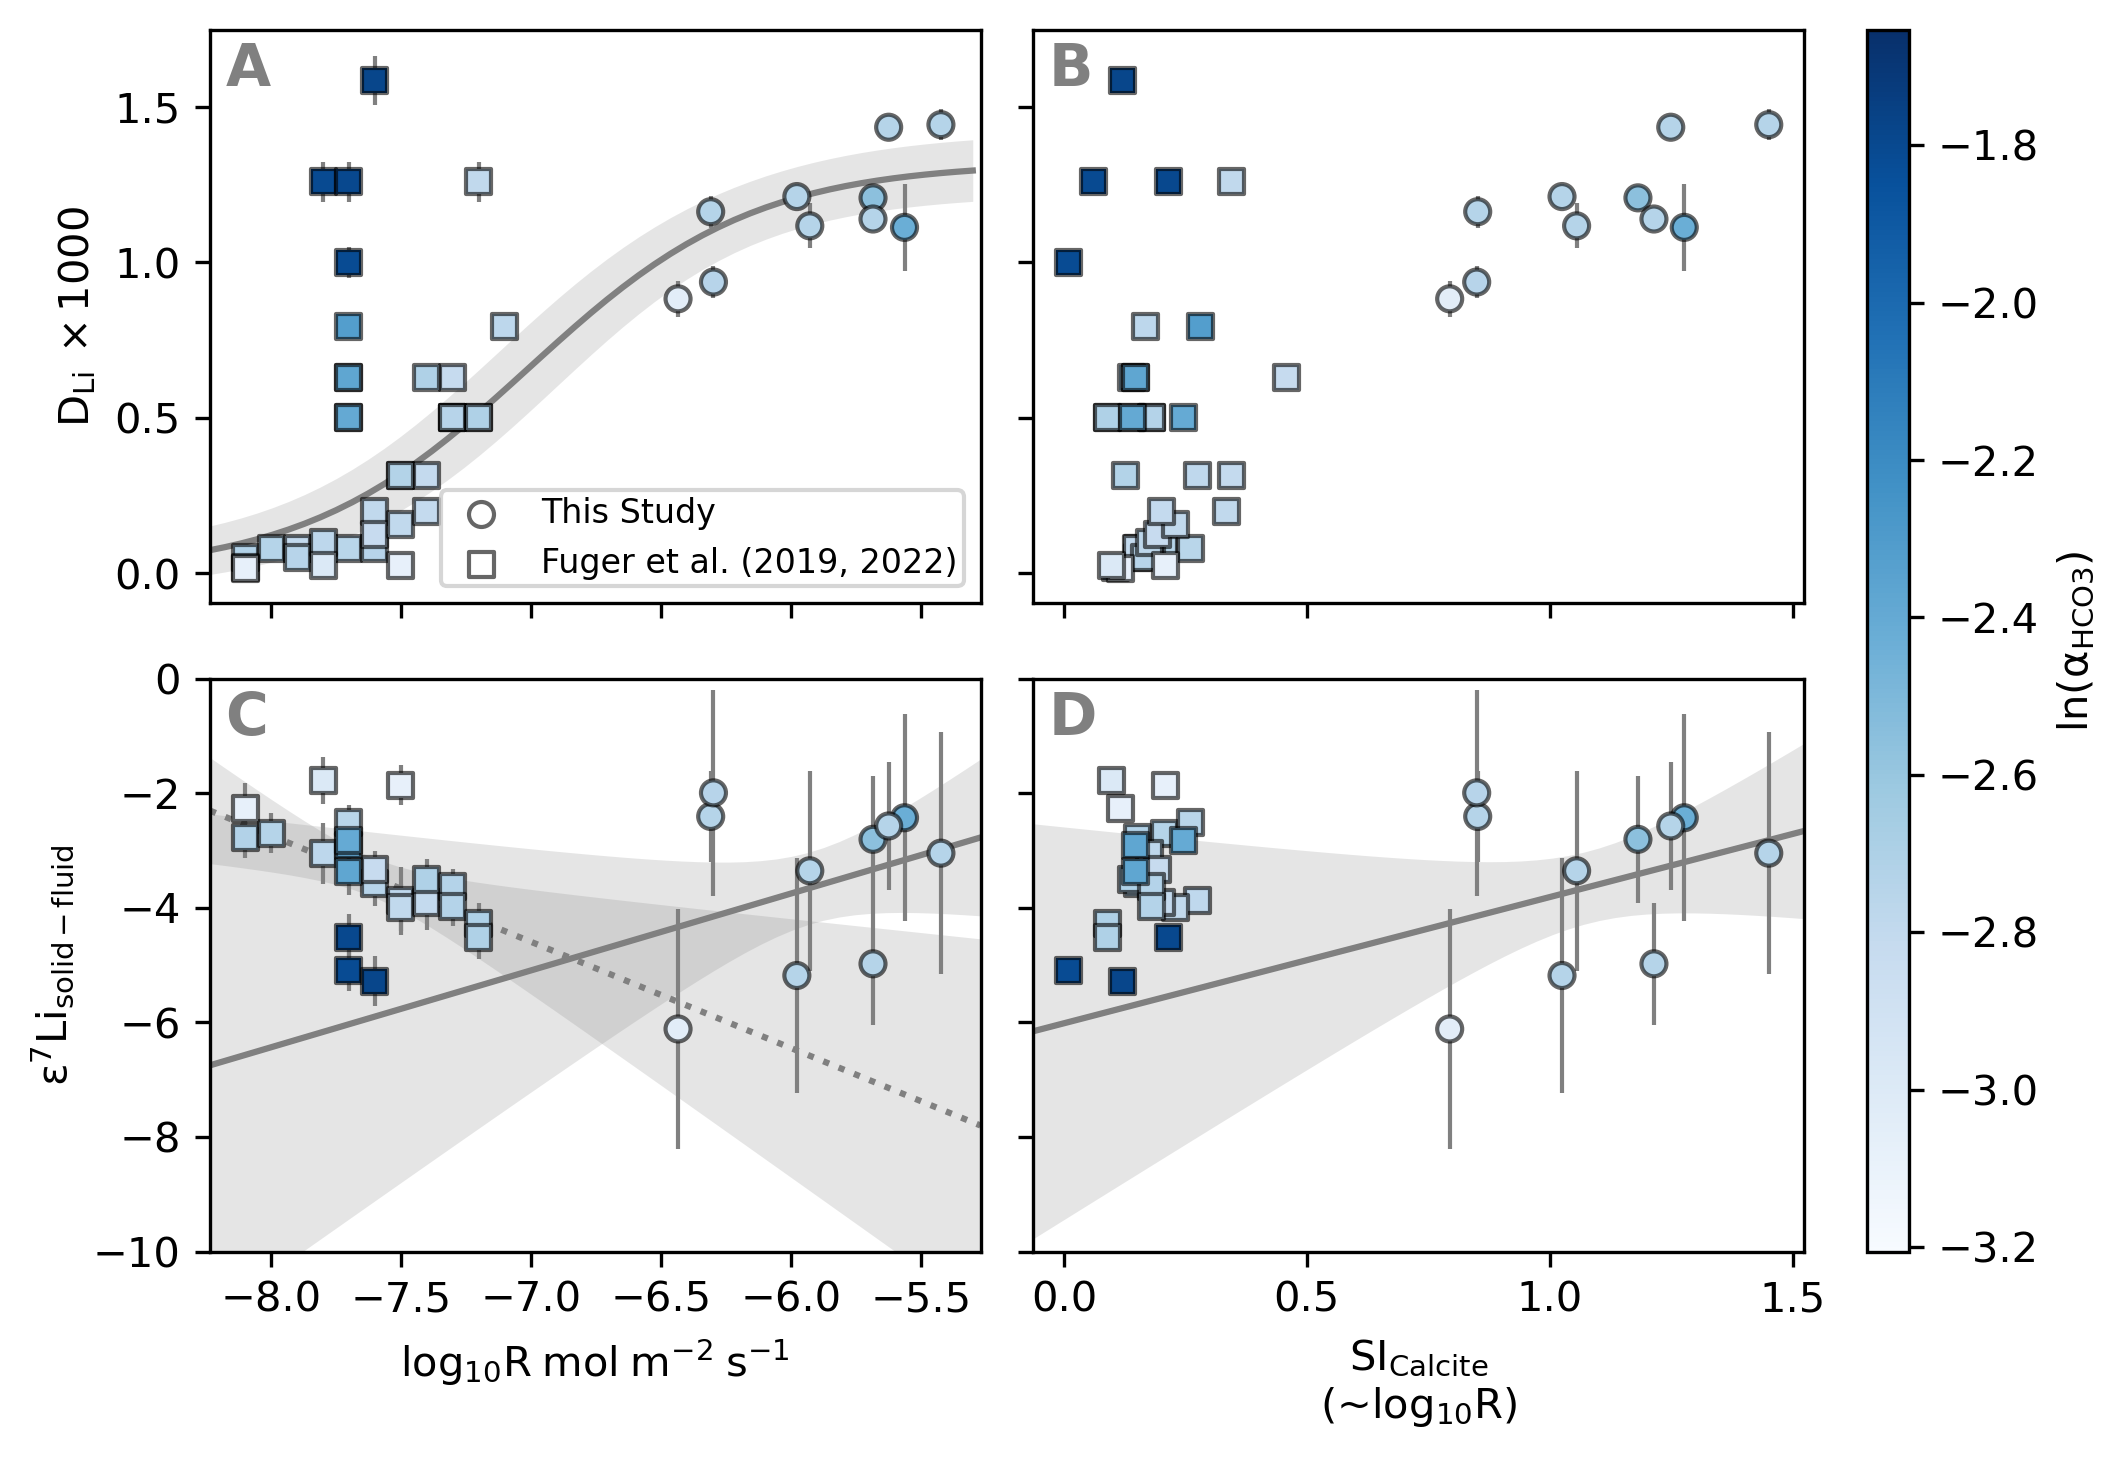 A
B
1.5
1.0
0.5
0.0
D_Li × 1000
This Study
Fuger et al. (2019, 2022)
C
D
0
−2
−4
−6
−8
−10
ε⁷Li_solid−fluid
−8.0 −7.5 −7.0 −6.5 −6.0 −5.5
0.0 0.5 1.0 1.5
log₁₀R mol m⁻² s⁻¹
SI_Calcite
(~log₁₀R)
−1.8
−2.0
−2.2
−2.4
−2.6
−2.8
−3.0
−3.2
ln(α_HCO3)